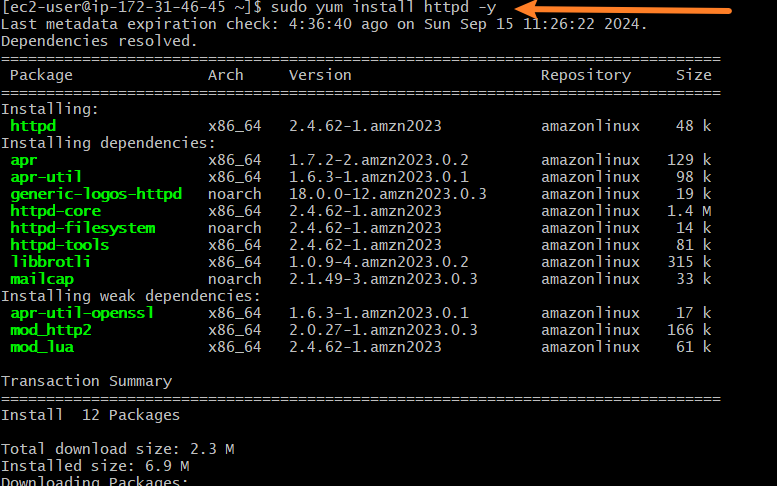 [ec2-user@ip-172-31-46-45 ~]$ sudo yum install httpd -y
Last metadata expiration check: 4:36:40 ago on Sun Sep 15 11:26:22 2024.
Dependencies resolved.
================================================================================
Package Arch Version Repository Size
================================================================================
Installing:
httpd x86_64 2.4.62-1.amzn2023 amazonlinux 48 k
Installing dependencies:
apr x86_64 1.7.2-2.amzn2023.0.2 amazonlinux 129 k
apr-util x86_64 1.6.3-1.amzn2023.0.1 amazonlinux 98 k
generic-logos-httpd noarch 18.0.0-12.amzn2023.0.3 amazonlinux 19 k
httpd-core x86_64 2.4.62-1.amzn2023 amazonlinux 1.4 M
httpd-filesystem noarch 2.4.62-1.amzn2023 amazonlinux 14 k
httpd-tools x86_64 2.4.62-1.amzn2023 amazonlinux 81 k
libbrotli x86_64 1.0.9-4.amzn2023.0.2 amazonlinux 315 k
mailcap noarch 2.1.49-3.amzn2023.0.3 amazonlinux 33 k
Installing weak dependencies:
apr-util-openssl x86_64 1.6.3-1.amzn2023.0.1 amazonlinux 17 k
mod_http2 x86_64 2.0.27-1.amzn2023.0.3 amazonlinux 166 k
mod_lua x86_64 2.4.62-1.amzn2023 amazonlinux 61 k
Transaction Summary
================================================================================
Install 12 Packages
Total download size: 2.3 M
Installed size: 6.9 M
Downloading Packages: